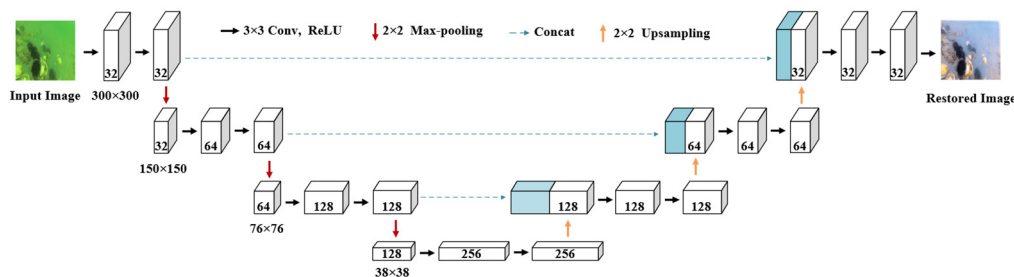 3×3 Conv, ReLU 2×2 Max-pooling Concat 2×2 Upsampling
32 32 32 32 32
Input Image 300×300 Restored Image
32 64 64 64 64 64
150×150
64 128 128 128 128 128
76×76
128 256 256
38×38